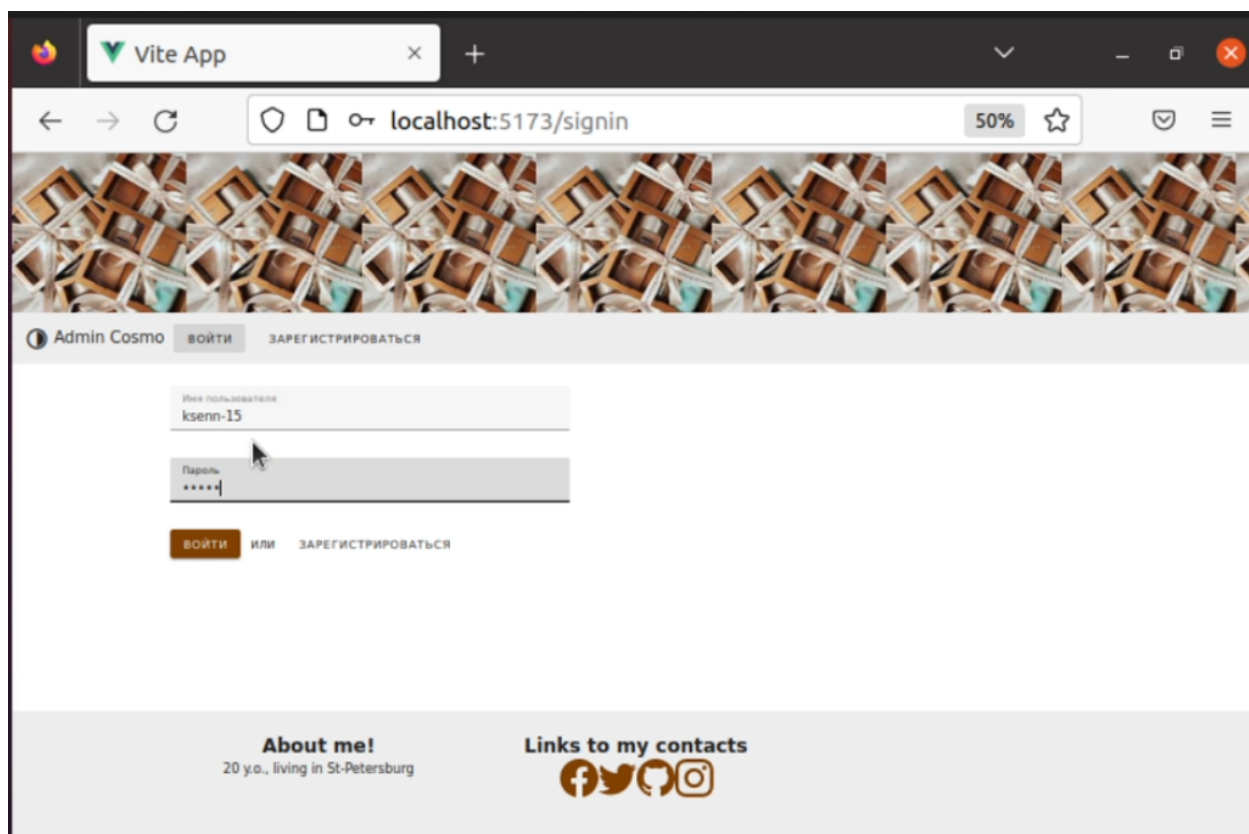 Vite App
localhost:5173/signin 50%
Admin Cosmo ВОЙТИ ЗАРЕГИСТРИРОВАТЬСЯ
Имя пользователя
ksenn-15
Пароль
•••••
ВОЙТИ ИЛИ ЗАРЕГИСТРИРОВАТЬСЯ
About me! Links to my contacts
20 y.o., living in St-Petersburg